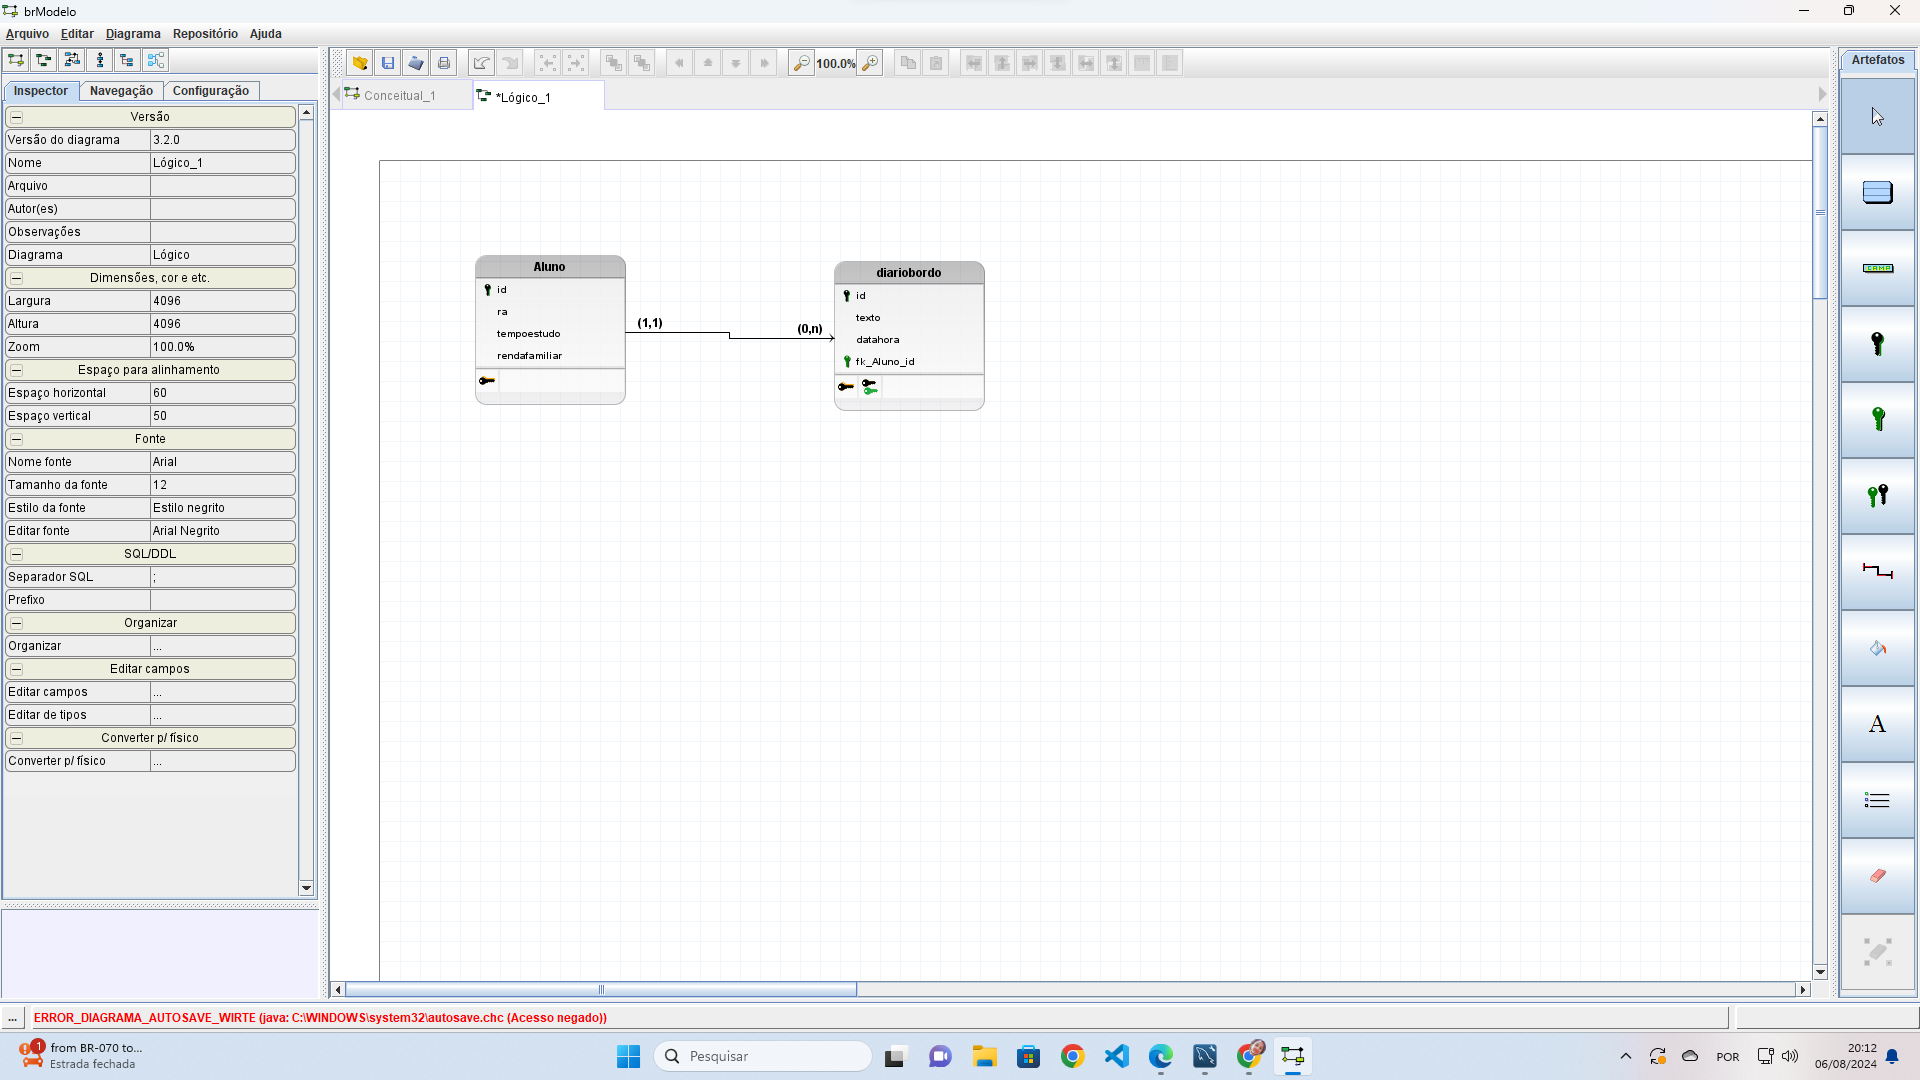 brModelo
Arquivo Editar Diagrama Repositório Ajuda
100.0%
Artefatos
Inspector Navegação Configuração
Conceitual_1 *Lógico_1
Versão
Versão do diagrama 3.2.0
Nome Lógico_1
Arquivo
Autor(es)
Observações
Diagrama Lógico
Dimensões, cor e etc.
Largura 4096
Altura 4096
Zoom 100.0%
Espaço para alinhamento
Espaço horizontal 60
Espaço vertical 50
Fonte
Nome fonte Arial
Tamanho da fonte 12
Estilo da fonte Estilo negrito
Editar fonte Arial Negrito
SQL/DDL
Separador SQL ;
Prefixo
Organizar
Organizar ...
Editar campos
Editar campos ...
Editar de tipos ...
Converter p/ físico
Converter p/ físico ...
Aluno
id
ra
tempoestudo
rendafamiliar
(1,1) (0,n)
diariobordo
id
texto
datahora
fk_Aluno_id
A
... ERROR_DIAGRAMA_AUTOSAVE_WIRTE (java: C:\WINDOWS\system32\autosave.chc (Acesso negado))
1
from BR-070 to...
Estrada fechada
Pesquisar
POR
20:12
06/08/2024